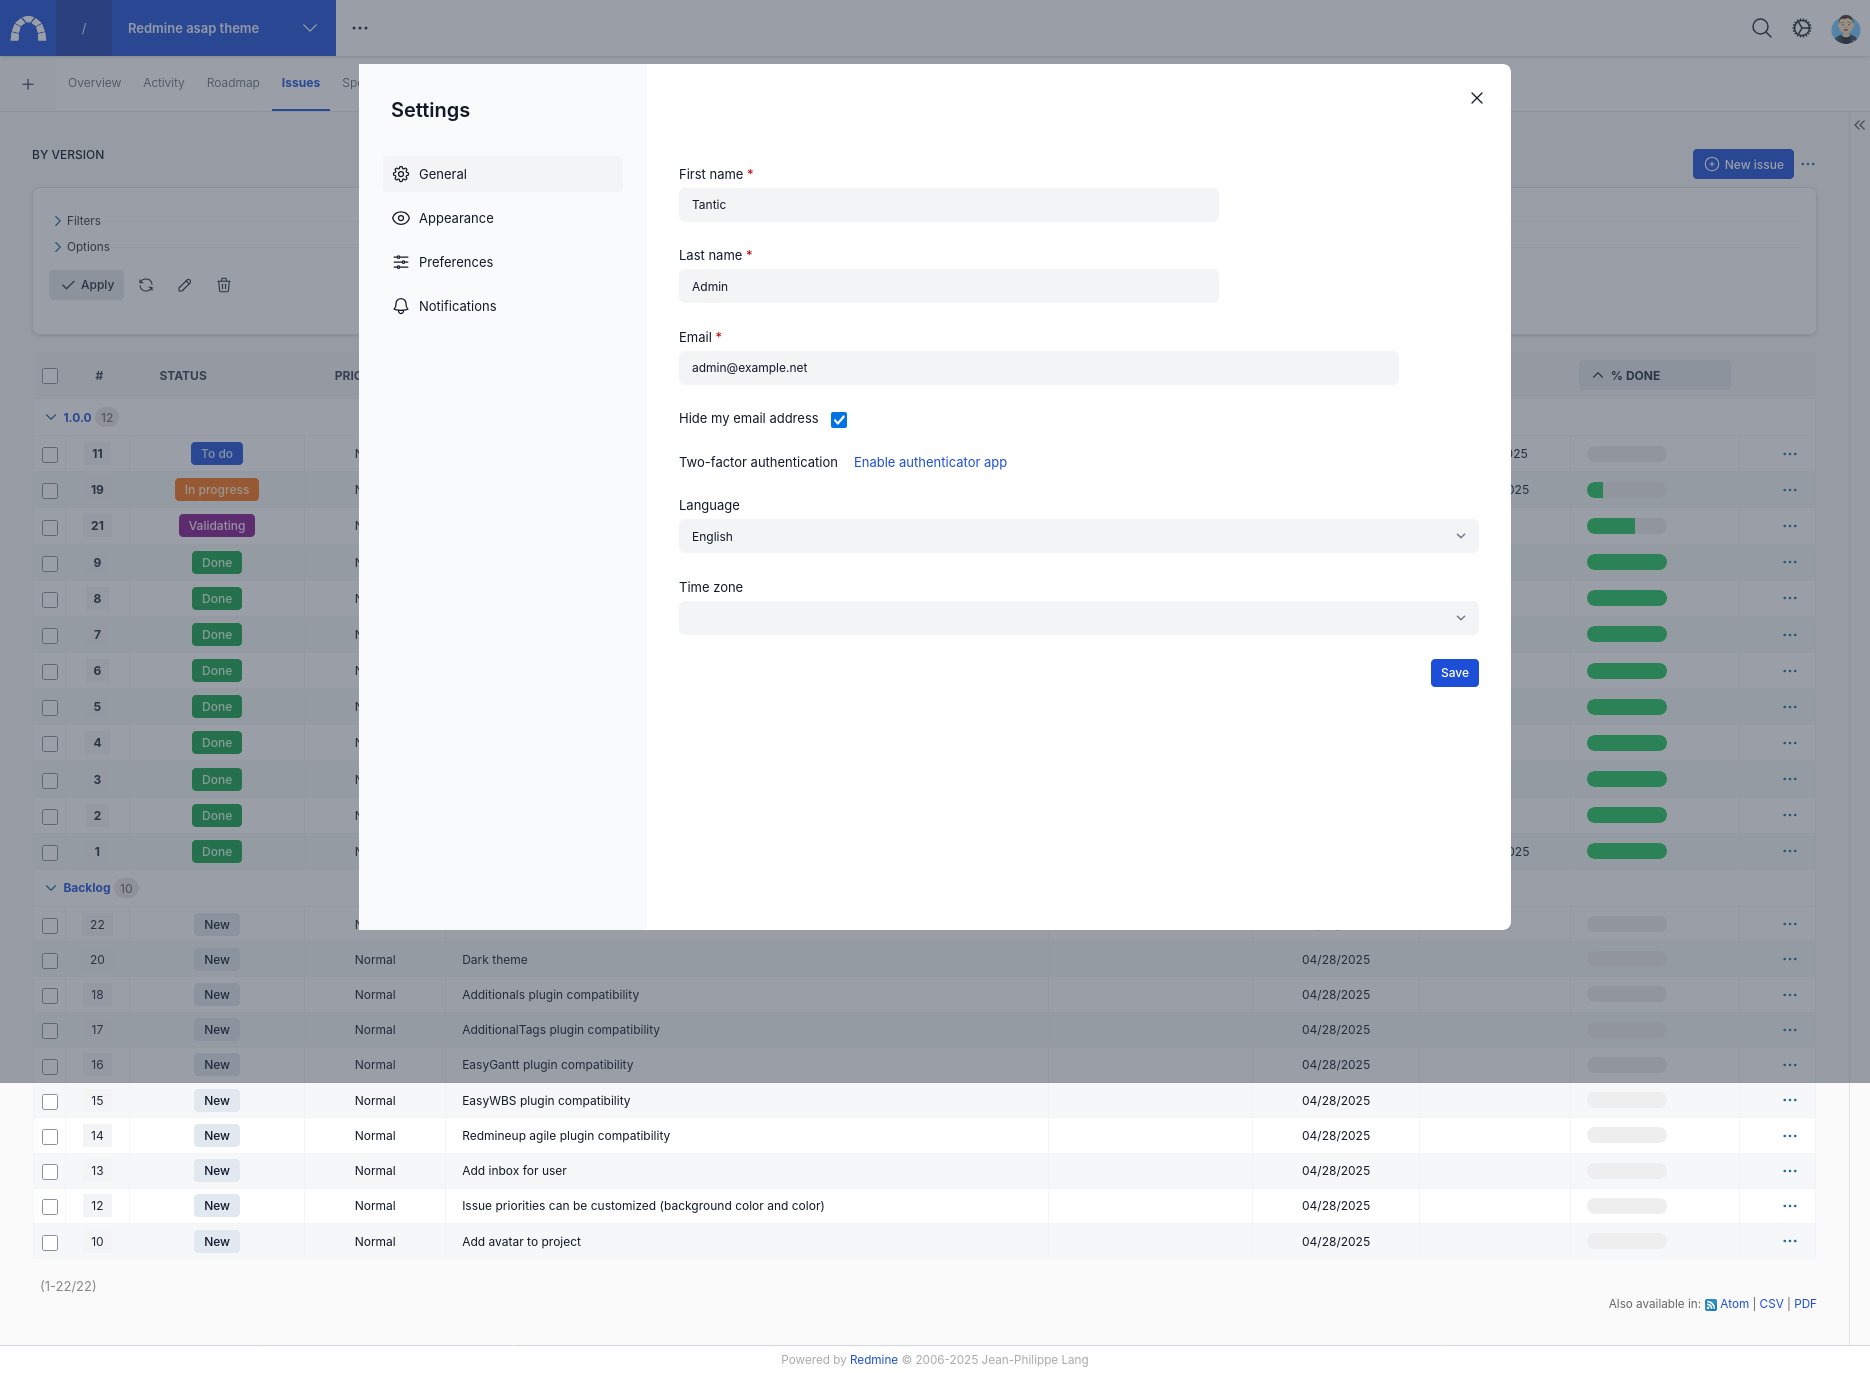 / Redmine asap theme
Overview Activity Roadmap Issues
BY VERSION
New issue
Filters
Options
Apply
Settings
General
Appearance
Preferences
Notifications
First name *
Tantic
Last name *
Admin
Email *
admin@example.net
Hide my email address
Two-factor authentication Enable authenticator app
Language
English
Time zone
Save
# STATUS % DONE
1.0.0 12
11 To do
19 In progress
21 Validating
9 Done
8 Done
7 Done
6 Done
5 Done
4 Done
3 Done
2 Done
1 Done
Backlog 10
22 New
20 New Normal Dark theme 04/28/2025
18 New Normal Additionals plugin compatibility 04/28/2025
17 New Normal AdditionalTags plugin compatibility 04/28/2025
16 New Normal EasyGantt plugin compatibility 04/28/2025
15 New Normal EasyWBS plugin compatibility 04/28/2025
14 New Normal Redmineup agile plugin compatibility 04/28/2025
13 New Normal Add inbox for user 04/28/2025
12 New Normal Issue priorities can be customized (background color and color) 04/28/2025
10 New Normal Add avatar to project 04/28/2025
(1-22/22)
Also available in: Atom | CSV | PDF
Powered by Redmine © 2006-2025 Jean-Philippe Lang